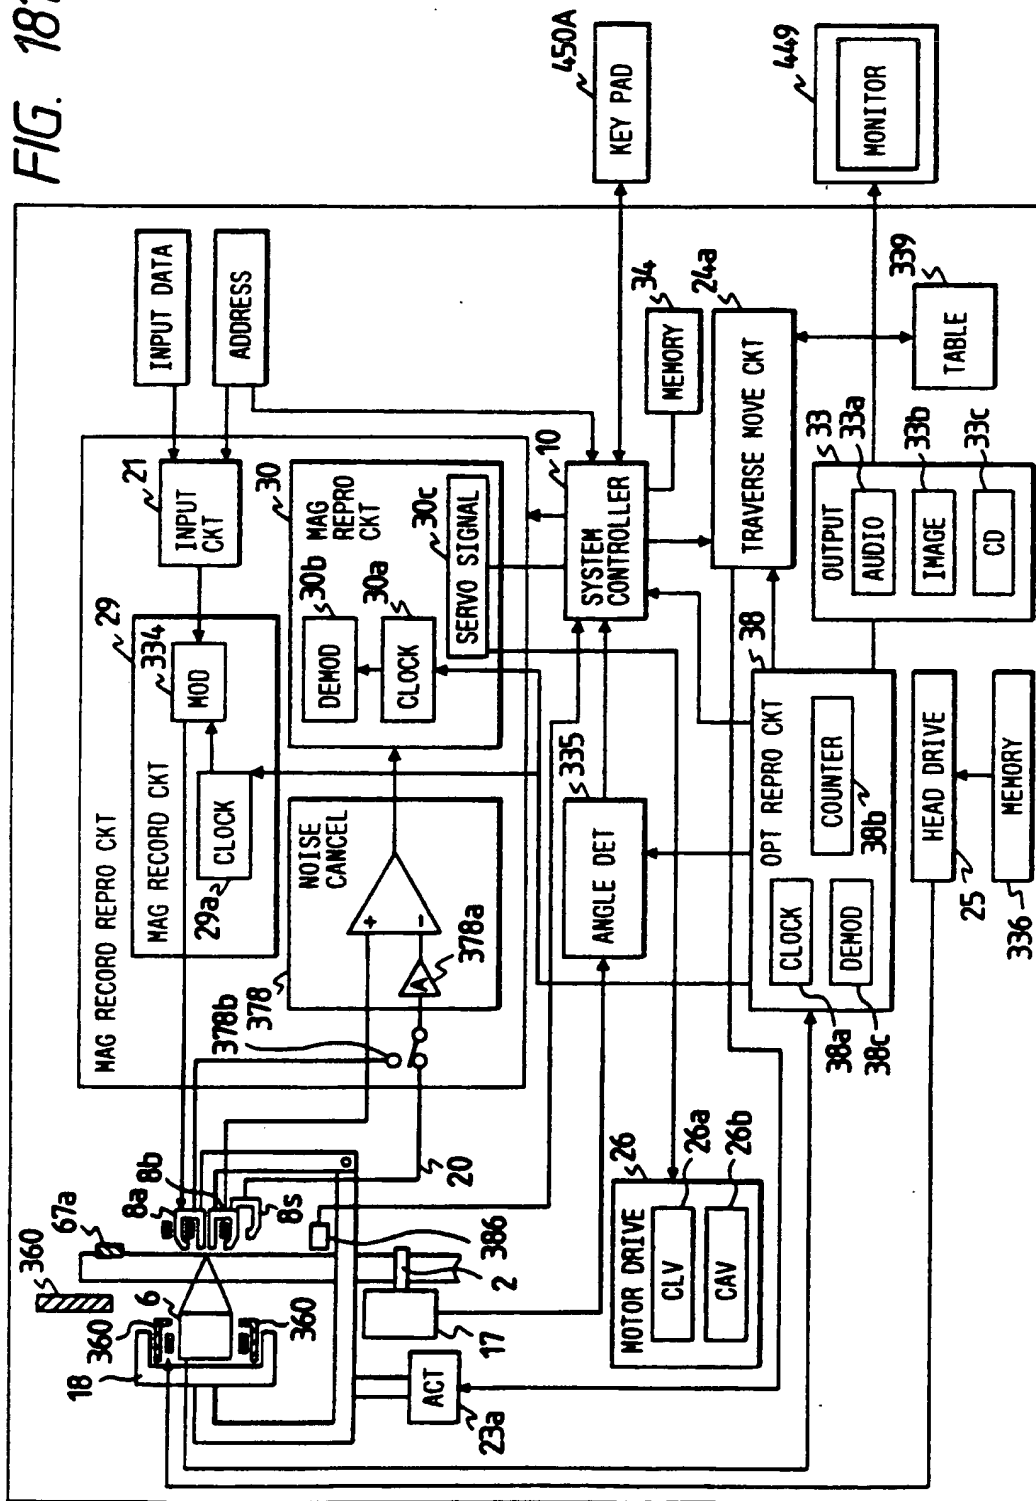 FIG. 18
450A
KEY PAD
449
MONITOR
INPUT DATA
ADDRESS
MAG RECORD REPRO CKT
21
INPUT
CKT
29
334
MOD
MAG RECORD CKT
CLOCK
29a
30
MAG
REPRO
CKT
30b
DEMOD
30a
CLOCK
30c
SERVO SIGNAL
NOISE
CANCEL
+
-
A
378a
378
378b
10
SYSTEM
CONTROLLER
34
MEMORY
24a
TRAVERSE MOVE CKT
339
TABLE
335
ANGLE DET
38
OPT REPRO CKT
COUNTER
38b
CLOCK
38a
DEMOD
38c
33
OUTPUT
33a
AUDIO
33b
IMAGE
33c
CD
HEAD DRIVE
25
MEMORY
336
26
MOTOR DRIVE
26a
CLV
26b
CAV
20
8a
8b
8s
67a
360
6
360
360
18
386
2
17
ACT
23a